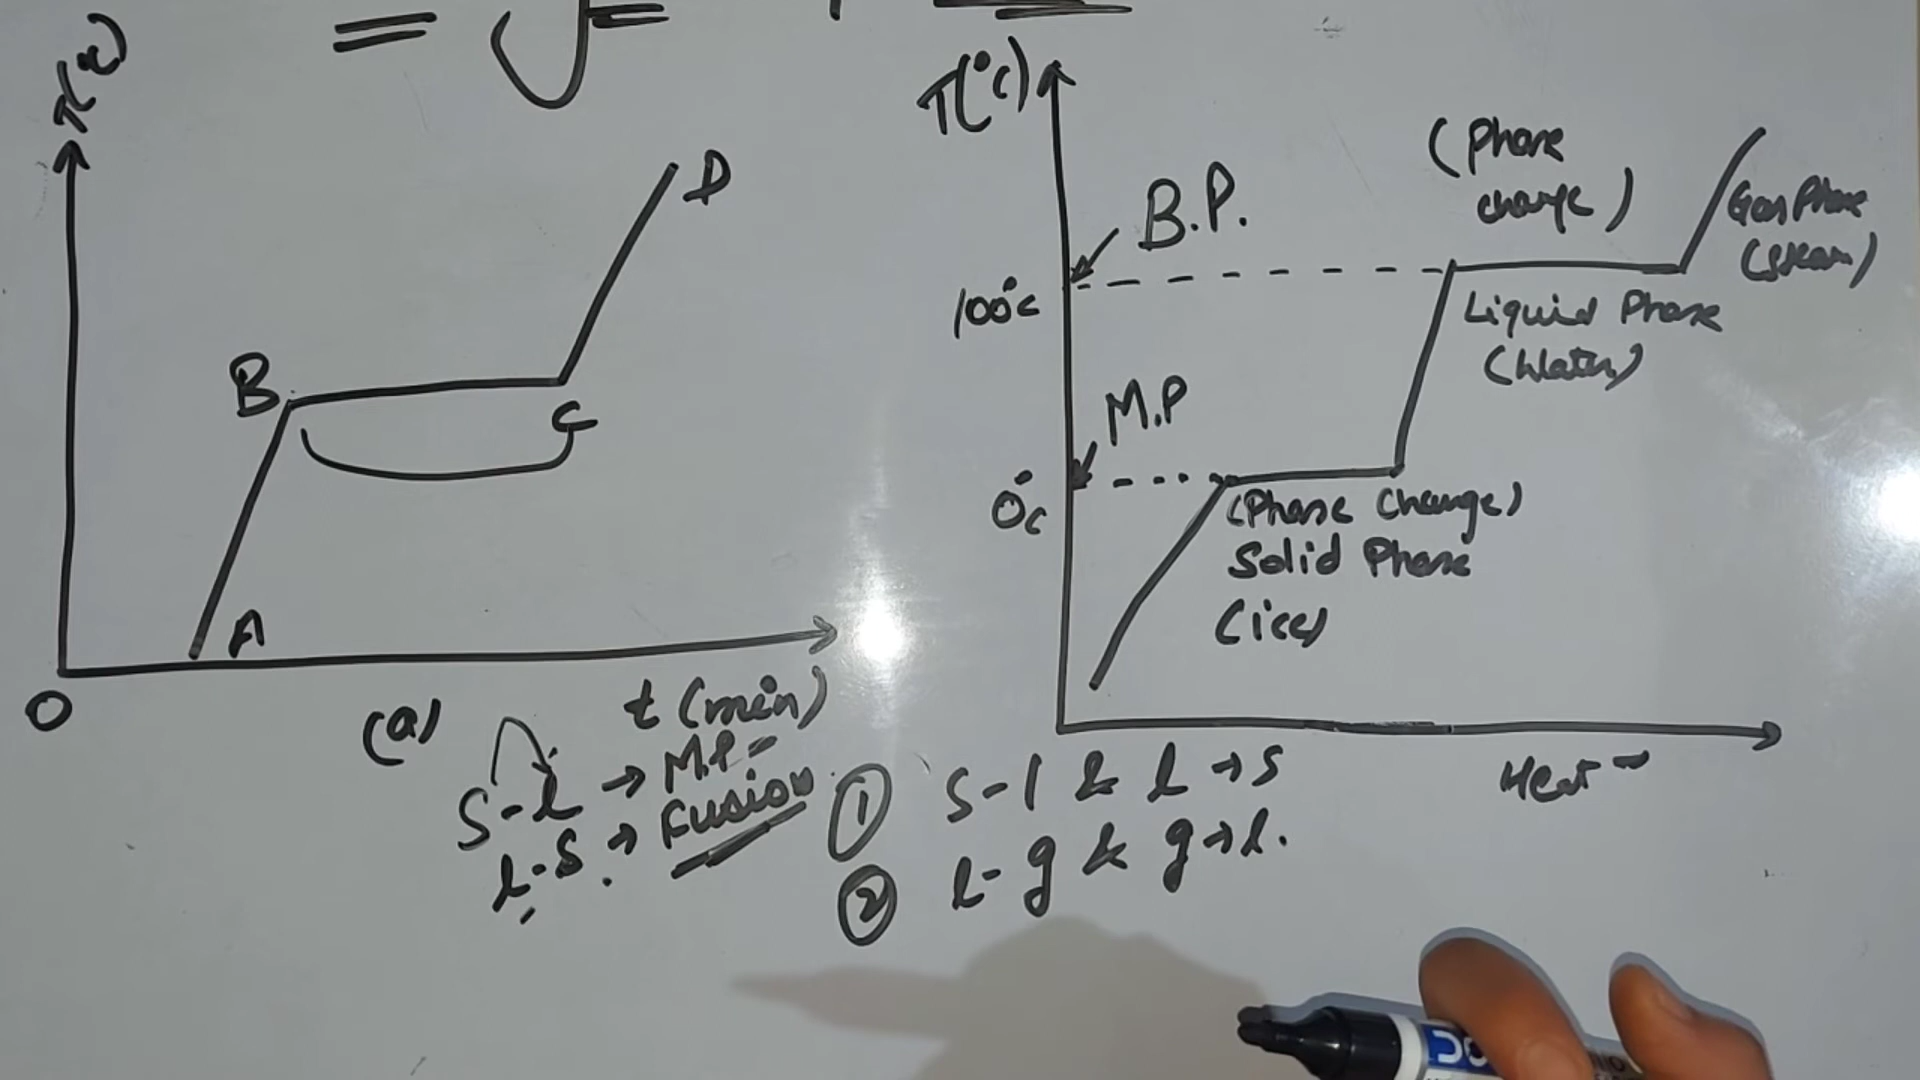 T(°c)
D
B
C
A
O
(a)
t (min)
S-l → M.P =
l-S. → Fusion
T(°c)
B.P.
100°c
M.P
0°c
(Phase
change)
Gas Phase
(Steam)
Liquid Phase
(Water)
(Phase Change)
Solid Phase
(ice)
Heat →
① S-l & l → s
② l-g & g→l.